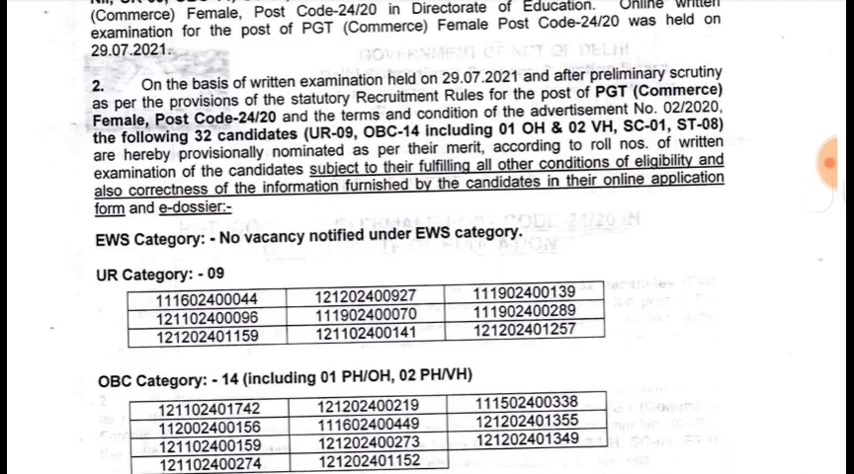 (Commerce) Female, Post Code-24/20 in Directorate of Education. Online written
examination for the post of PGT (Commerce) Female Post Code-24/20 was held on
29.07.2021.
2. On the basis of written examination held on 29.07.2021 and after preliminary scrutiny
as per the provisions of the statutory Recruitment Rules for the post of PGT (Commerce)
Female, Post Code-24/20 and the terms and condition of the advertisement No. 02/2020,
the following 32 candidates (UR-09, OBC-14 including 01 OH & 02 VH, SC-01, ST-08)
are hereby provisionally nominated as per their merit, according to roll nos. of written
examination of the candidates subject to their fulfilling all other conditions of eligibility and
also correctness of the information furnished by the candidates in their online application
form and e-dossier:-
EWS Category: - No vacancy notified under EWS category.
UR Category: - 09
111602400044 121202400927 111902400139
121102400096 111902400070 111902400289
121202401159 121102400141 121202401257
OBC Category: - 14 (including 01 PH/OH, 02 PH/VH)
121102401742 121202400219 111502400338
112002400156 111602400449 121202401355
121102400159 121202400273 121202401349
121102400274 121202401152